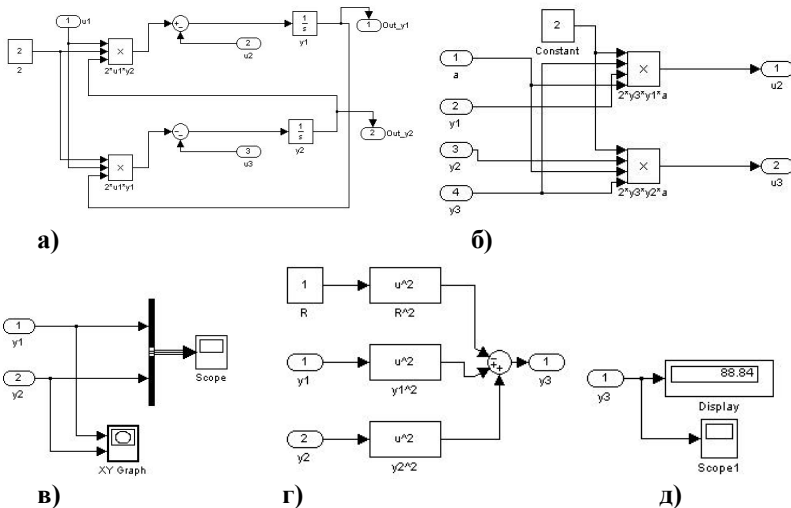 1
u1
2
2
×
2*u1*y2
2
u2
1
s
y1
1
Out_y1
×
2*u1*y1
3
u3
1
s
y2
2
Out_y2
а)
2
Constant
1
a
2
y1
3
y2
4
y3
×
2*y3*y1*a
×
2*y3*y2*a
1
u2
2
u3
б)
1
y1
2
y2
Scope
XY Graph
в)
1
R
u^2
R^2
1
y1
u^2
y1^2
2
y2
u^2
y2^2
1
y3
г)
1
y3
88.84
Display
Scope1
д)